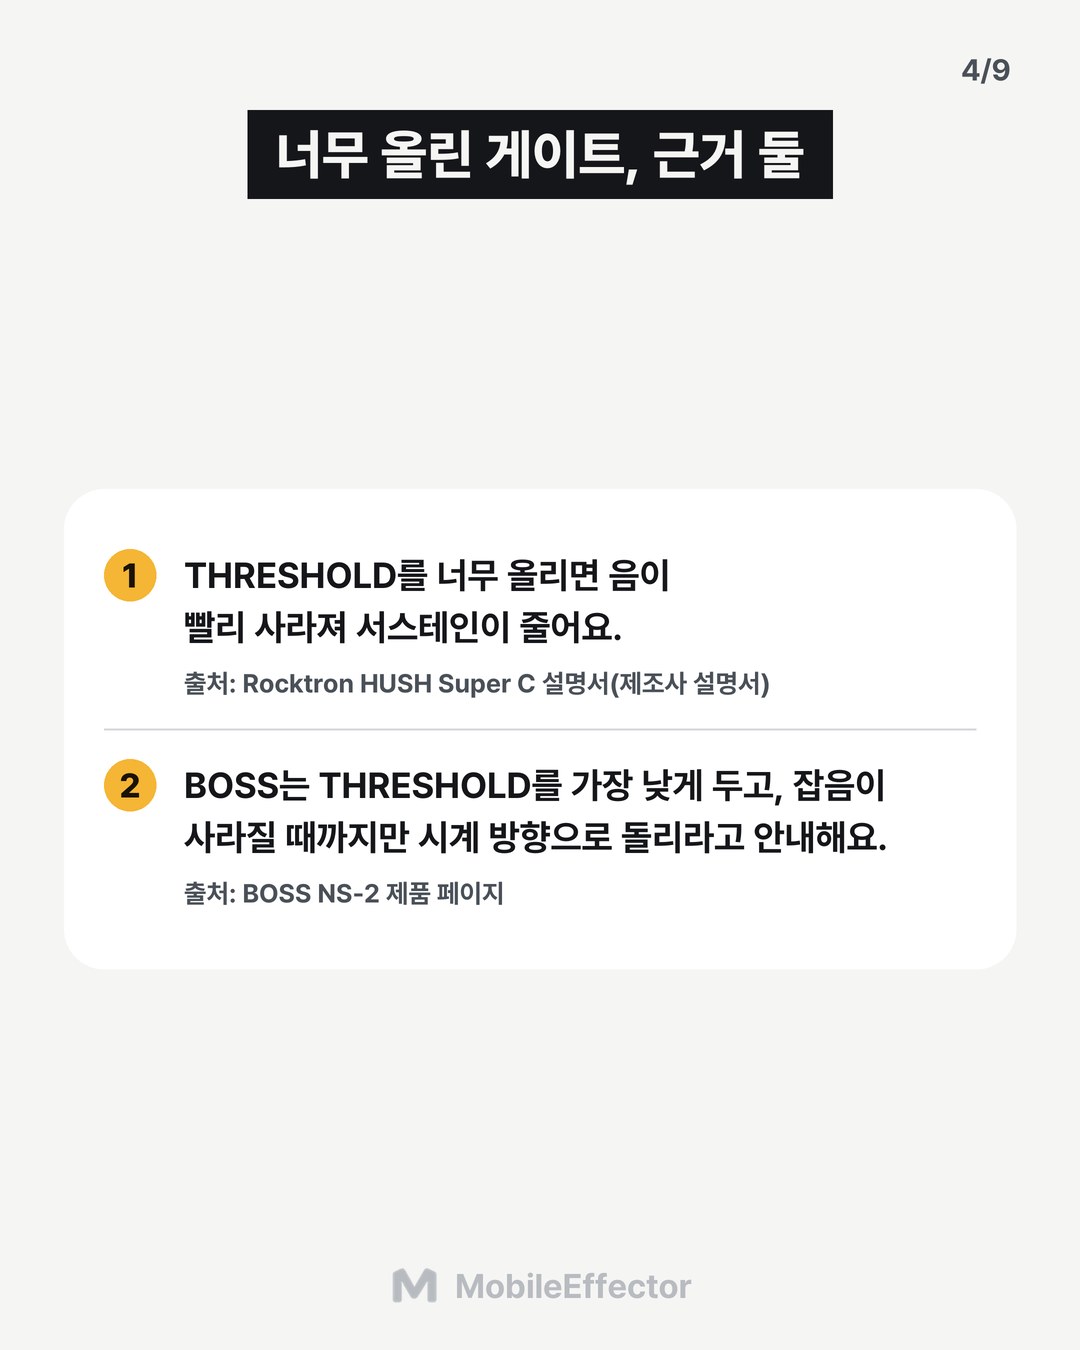 4/9
너무 올린 게이트, 근거 둘
1 THRESHOLD를 너무 올리면 음이
빨리 사라져 서스테인이 줄어요.
출처: Rocktron HUSH Super C 설명서(제조사 설명서)
2 BOSS는 THRESHOLD를 가장 낮게 두고, 잡음이
사라질 때까지만 시계 방향으로 돌리라고 안내해요.
출처: BOSS NS-2 제품 페이지
MobileEffector